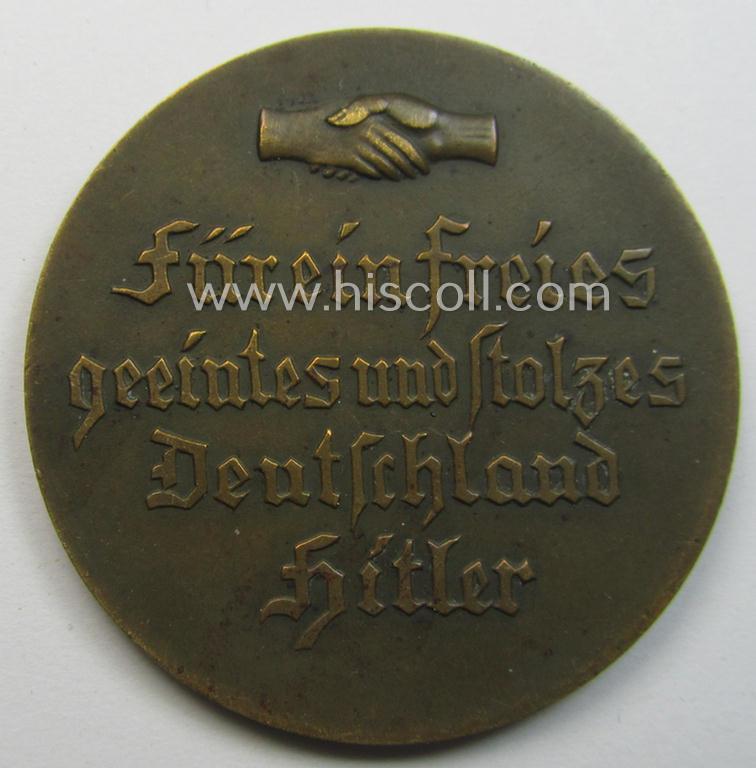 Für ein freies
www.hiscoll.com
geeintes und stolzes
Deutschland
Hitler